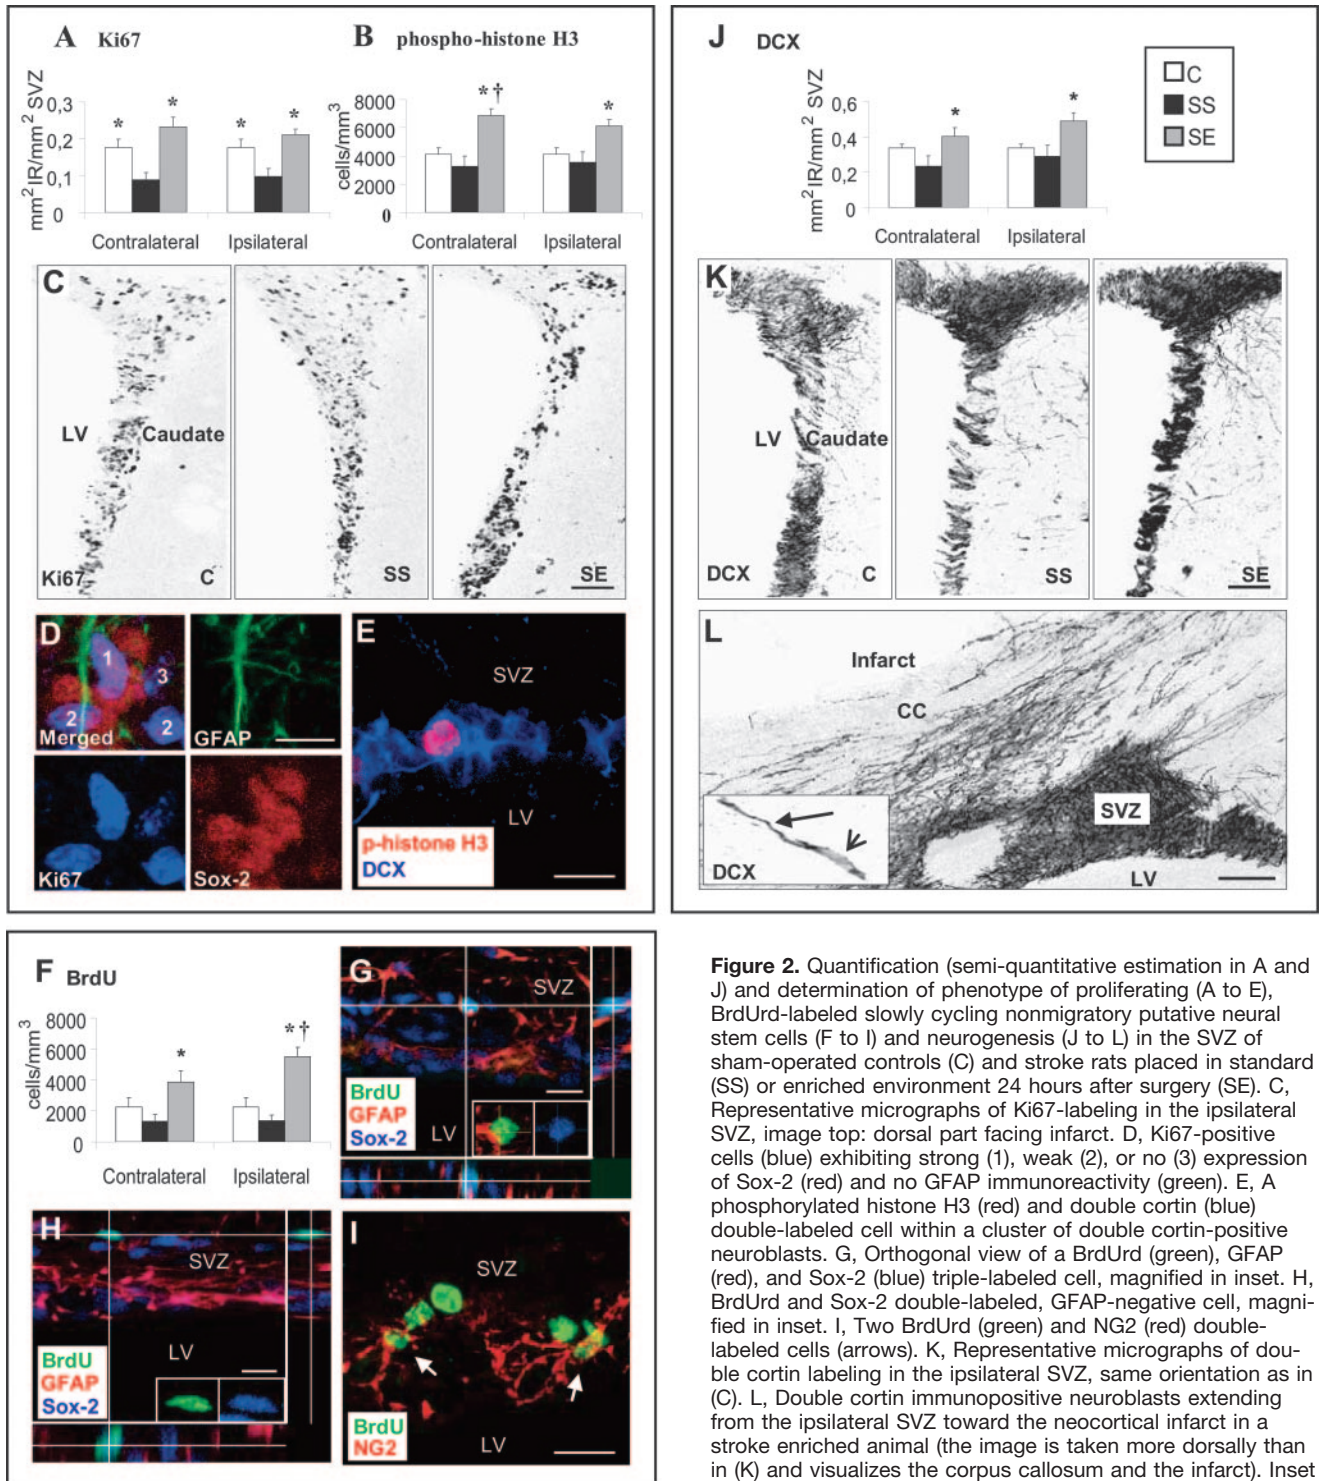 A Ki67
mm² IR/mm² SVZ
0,3
0,2
0,1
0
* * * *
Contralateral Ipsilateral
B phospho-histone H3
cells/mm³
8000
6000
4000
2000
0
*† *
Contralateral Ipsilateral
C
LV Caudate
Ki67 C
SS
SE
D
1
2
3
2
Merged
GFAP
Ki67
Sox-2
E
SVZ
LV
p-histone H3
DCX
J DCX
C
SS
SE
mm² IR/mm² SVZ
0,6
0,4
0,2
0
* *
Contralateral Ipsilateral
K
LV Caudate
DCX C
SS
SE
L
Infarct
CC
SVZ
LV
DCX
F BrdU
cells/mm³
8000
6000
4000
2000
0
* *†
Contralateral Ipsilateral
G
SVZ
BrdU
GFAP
Sox-2
LV
H
SVZ
LV
BrdU
GFAP
Sox-2
I
SVZ
BrdU
NG2
LV
Figure 2. Quantification (semi-quantitative estimation in A and
J) and determination of phenotype of proliferating (A to E),
BrdUrd-labeled slowly cycling nonmigratory putative neural
stem cells (F to I) and neurogenesis (J to L) in the SVZ of
sham-operated controls (C) and stroke rats placed in standard
(SS) or enriched environment 24 hours after surgery (SE). C,
Representative micrographs of Ki67-labeling in the ipsilateral
SVZ, image top: dorsal part facing infarct. D, Ki67-positive
cells (blue) exhibiting strong (1), weak (2), or no (3) expression
of Sox-2 (red) and no GFAP immunoreactivity (green). E, A
phosphorylated histone H3 (red) and double cortin (blue)
double-labeled cell within a cluster of double cortin-positive
neuroblasts. G, Orthogonal view of a BrdUrd (green), GFAP
(red), and Sox-2 (blue) triple-labeled cell, magnified in inset. H,
BrdUrd and Sox-2 double-labeled, GFAP-negative cell, magni-
fied in inset. I, Two BrdUrd (green) and NG2 (red) double-
labeled cells (arrows). K, Representative micrographs of dou-
ble cortin labeling in the ipsilateral SVZ, same orientation as in
(C). L, Double cortin immunopositive neuroblasts extending
from the ipsilateral SVZ toward the neocortical infarct in a
stroke enriched animal (the image is taken more dorsally than
in (K) and visualizes the corpus callosum and the infarct). Inset